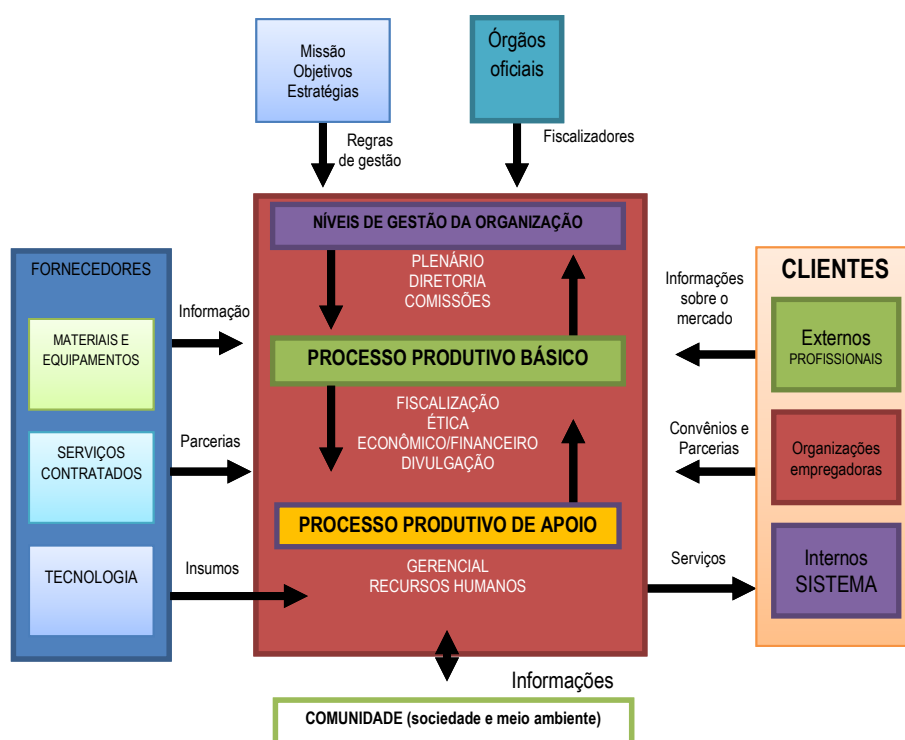 Missão
Objetivos
Estratégias
Órgãos
oficiais
Regras
de gestão
Fiscalizadores
FORNECEDORES
MATERIAIS E
EQUIPAMENTOS
SERVIÇOS
CONTRATADOS
TECNOLOGIA
Informação
Parcerias
Insumos
NÍVEIS DE GESTÃO DA ORGANIZAÇÃO
PLENÁRIO
DIRETORIA
COMISSÕES
PROCESSO PRODUTIVO BÁSICO
FISCALIZAÇÃO
ÉTICA
ECONÔMICO/FINANCEIRO
DIVULGAÇÃO
PROCESSO PRODUTIVO DE APOIO
GERENCIAL
RECURSOS HUMANOS
Informações
sobre o
mercado
Convênios e
Parcerias
Serviços
CLIENTES
Externos
PROFISSIONAIS
Organizações
empregadoras
Internos
SISTEMA
Informações
COMUNIDADE (sociedade e meio ambiente)